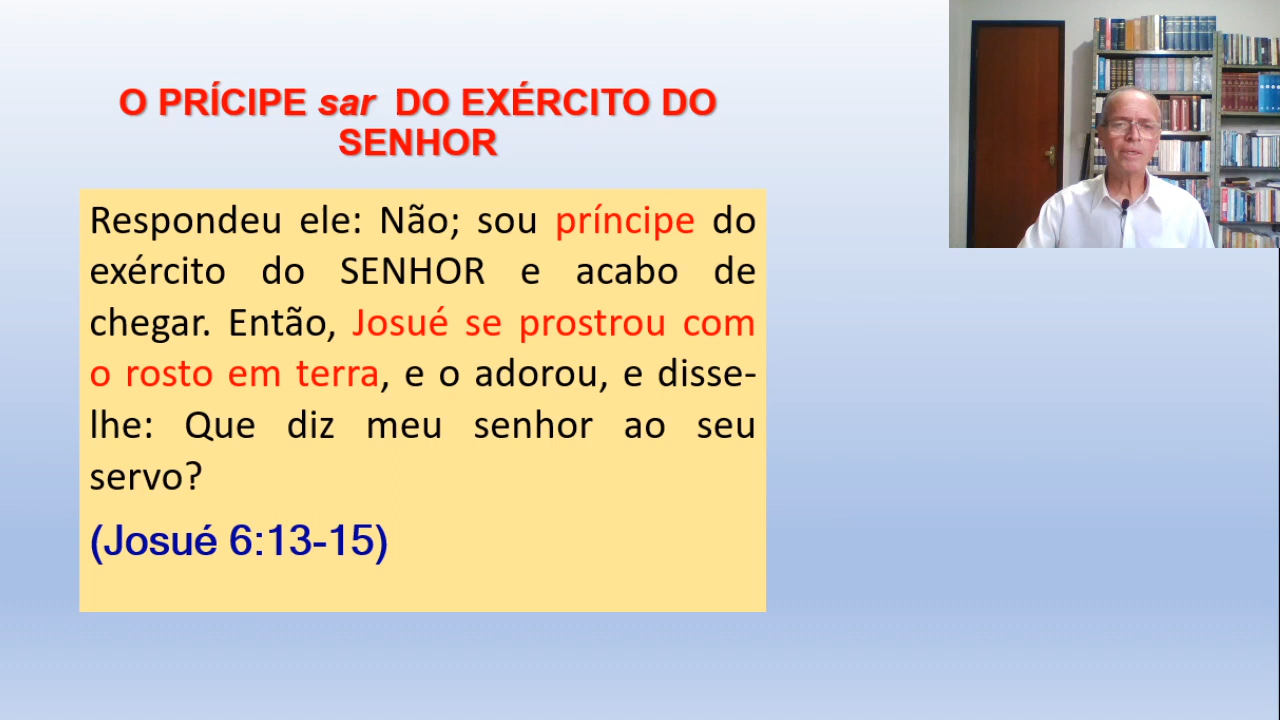 O PRÍCIPE sar DO EXÉRCITO DO
SENHOR
Respondeu ele: Não; sou príncipe do
exército do SENHOR e acabo de
chegar. Então, Josué se prostrou com
o rosto em terra, e o adorou, e disse-
lhe: Que diz meu senhor ao seu
servo?
(Josué 6:13-15)